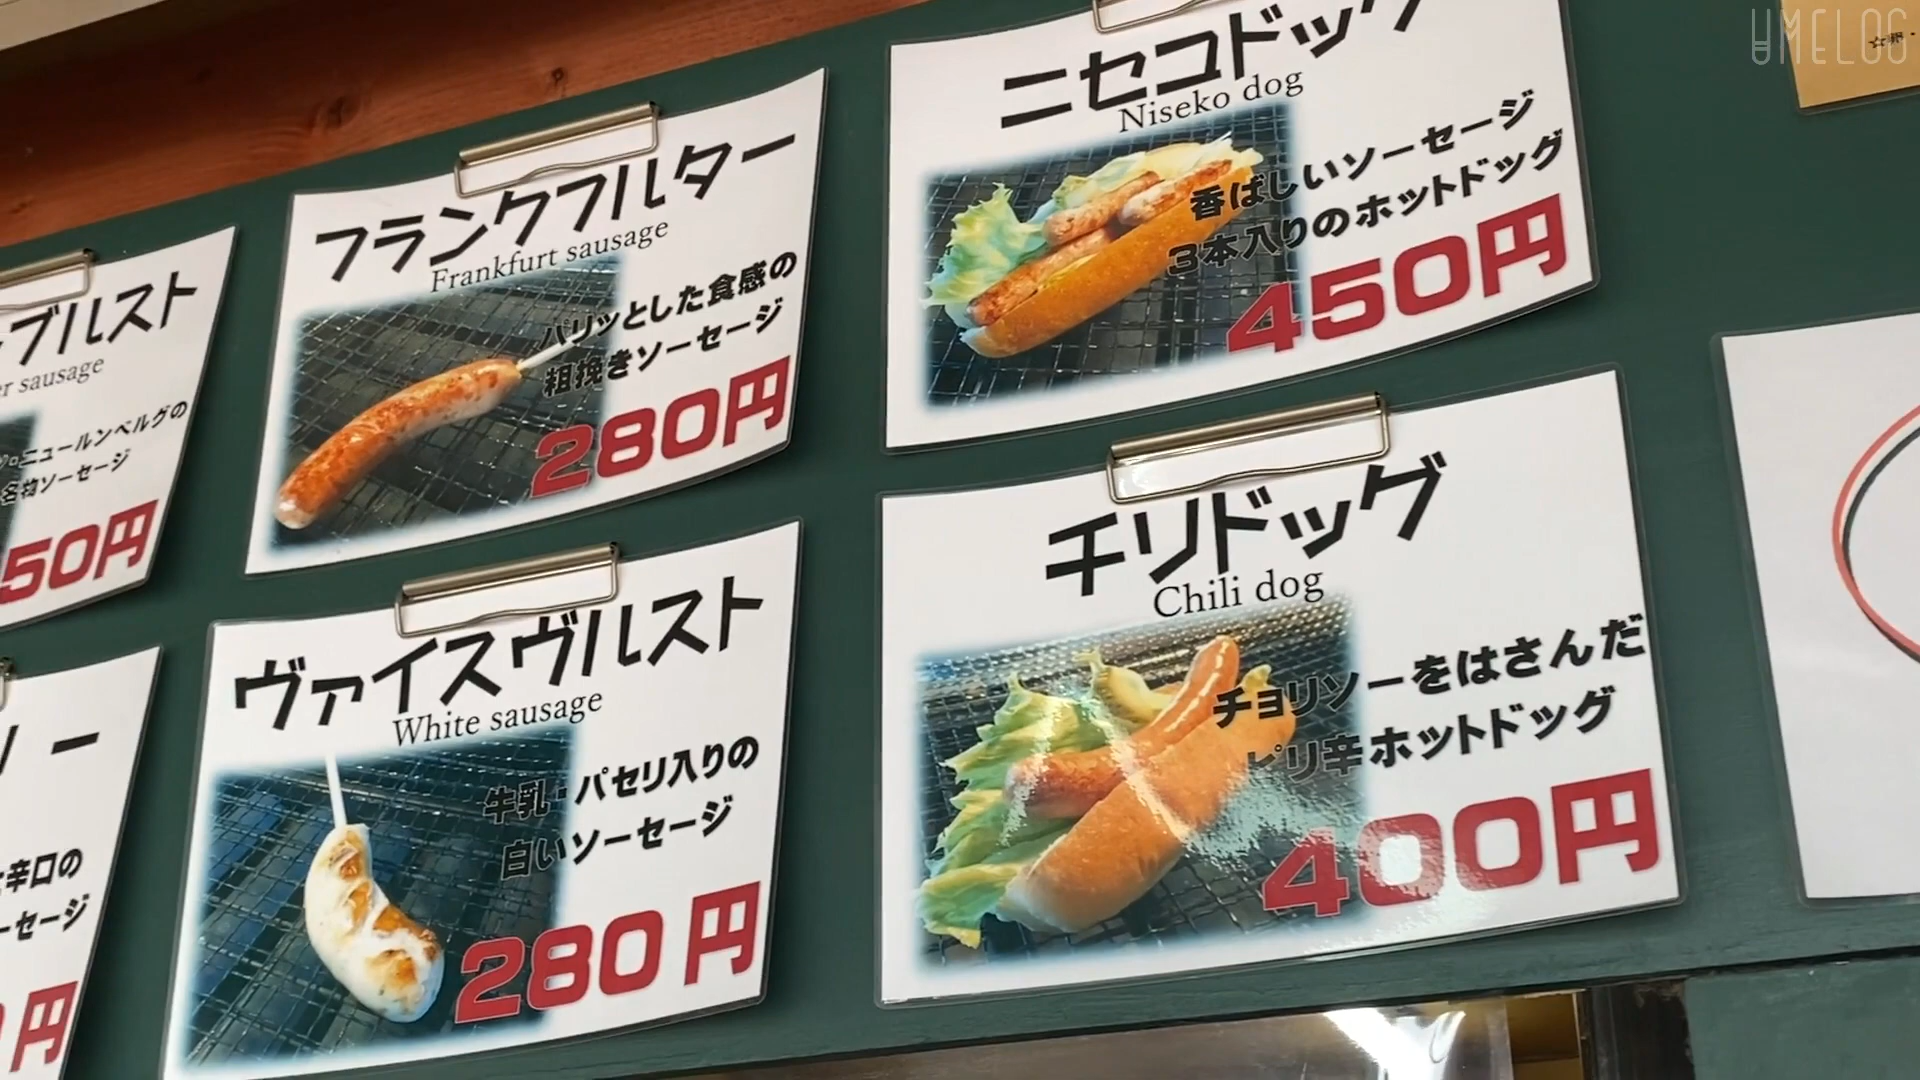 ブルスト
er sausage
ン・ニュールンベルグの
名物ソーセージ
50円
フランクフルター
Frankfurt sausage
パリッとした食感の
粗挽きソーセージ
280円
ニセコドッグ
Niseko dog
香ばしいソーセージ
3本入りのホットドッグ
450円
ー
辛口の
ーセージ
円
ヴァイスヴルスト
White sausage
牛乳・パセリ入りの
白いソーセージ
280円
チリドッグ
Chili dog
チョリソーをはさんだ
ピリ辛ホットドッグ
400円
UMELOG